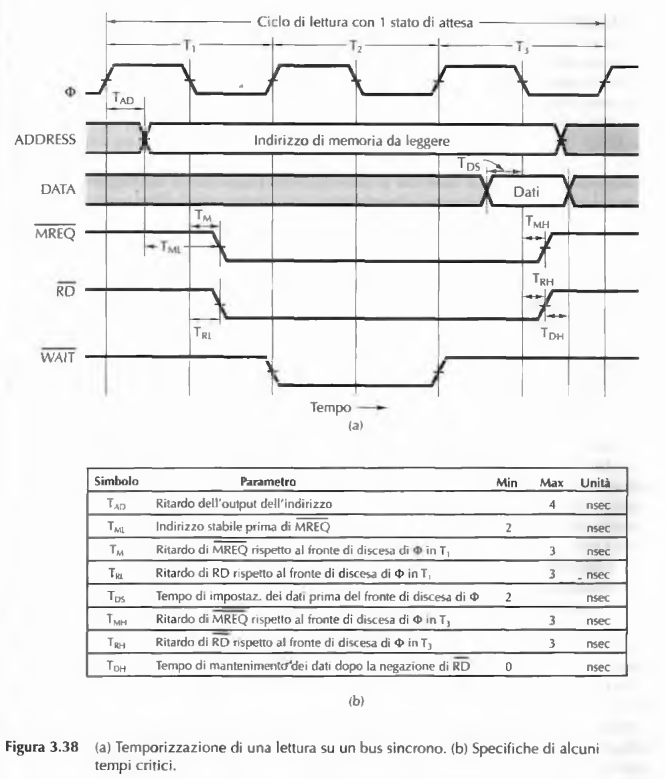 Ciclo di lettura con 1 stato di attesa
T1 T2 T3
Φ
TAD
ADDRESS Indirizzo di memoria da leggere
TDS
DATA Dati
TM TMH
MREQ
TML
TRH
RD
TRL TDH
WAIT
Tempo
(a)
Simbolo Parametro Min Max Unità
TAD Ritardo dell'output dell'indirizzo 4 nsec
TML Indirizzo stabile prima di MREQ 2 nsec
TM Ritardo di MREQ rispetto al fronte di discesa di Φ in T1 3 nsec
TRL Ritardo di RD rispetto al fronte di discesa di Φ in T1 3 nsec
TDS Tempo di impostaz. dei dati prima del fronte di discesa di Φ 2 nsec
TMH Ritardo di MREQ rispetto al fronte di discesa di Φ in T3 3 nsec
TRH Ritardo di RD rispetto al fronte di discesa di Φ in T3 3 nsec
TDH Tempo di mantenimento dei dati dopo la negazione di RD 0 nsec
(b)
Figura 3.38 (a) Temporizzazione di una lettura su un bus sincrono. (b) Specifiche di alcuni
tempi critici.